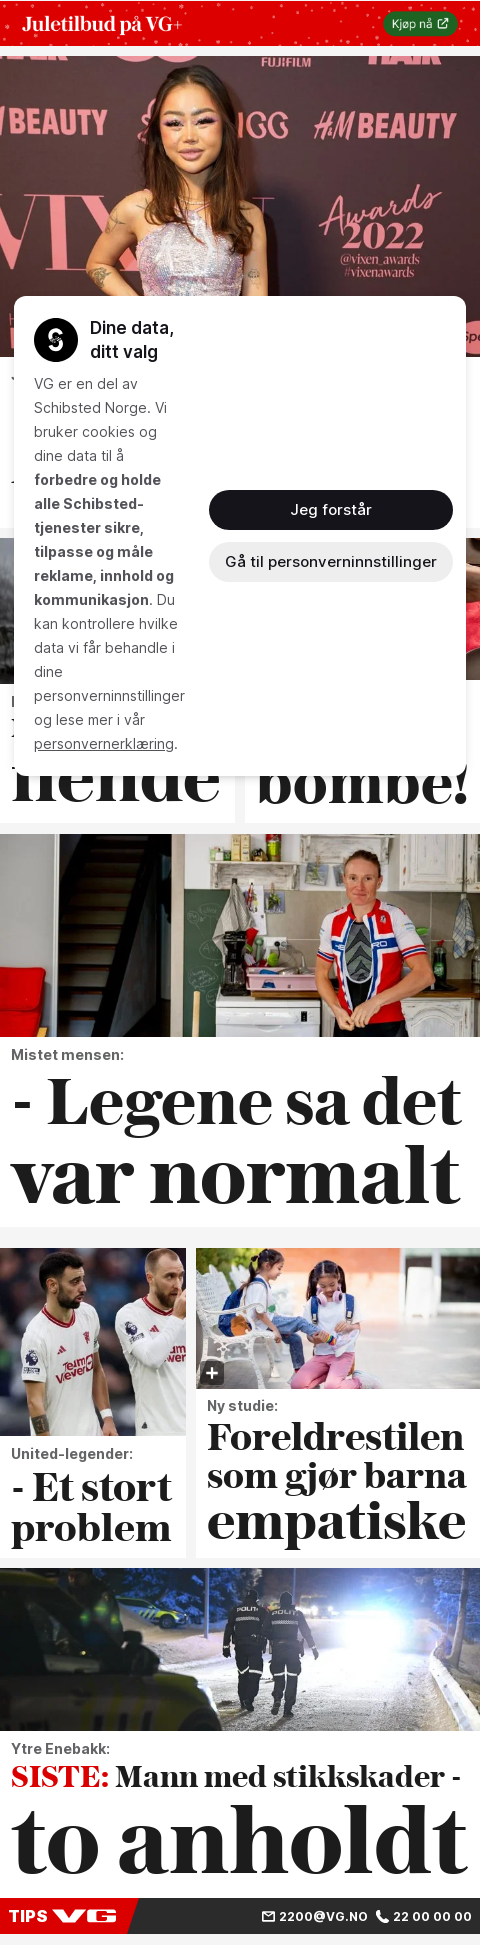 Juletilbud på VG+
Kjøp nå
FUJIFILM
HAIR
H&M BEAUTY
H&M BEAUTY
VIX
Awards
2022
@vixen_awards
#vixenawards
Dine data,
ditt valg
VG er en del av
Schibsted Norge. Vi
bruker cookies og
dine data til å
forbedre og holde
alle Schibsted-
tjenester sikre,
tilpasse og måle
reklame, innhold og
kommunikasjon. Du
kan kontrollere hvilke
data vi får behandle i
dine
personverninnstillinger
og lese mer i vår
personvernerklæring.
Jeg forstår
Gå til personverninnstillinger
bombe!
Mistet mensen:
- Legene sa det
var normalt
United-legender:
- Et stort
problem
Ny studie:
Foreldrestilen
som gjør barna
empatiske
POLITI
POLITI
Ytre Enebakk:
SISTE: Mann med stikkskader -
to anholdt
TIPS VG
2200@VG.NO
22 00 00 00